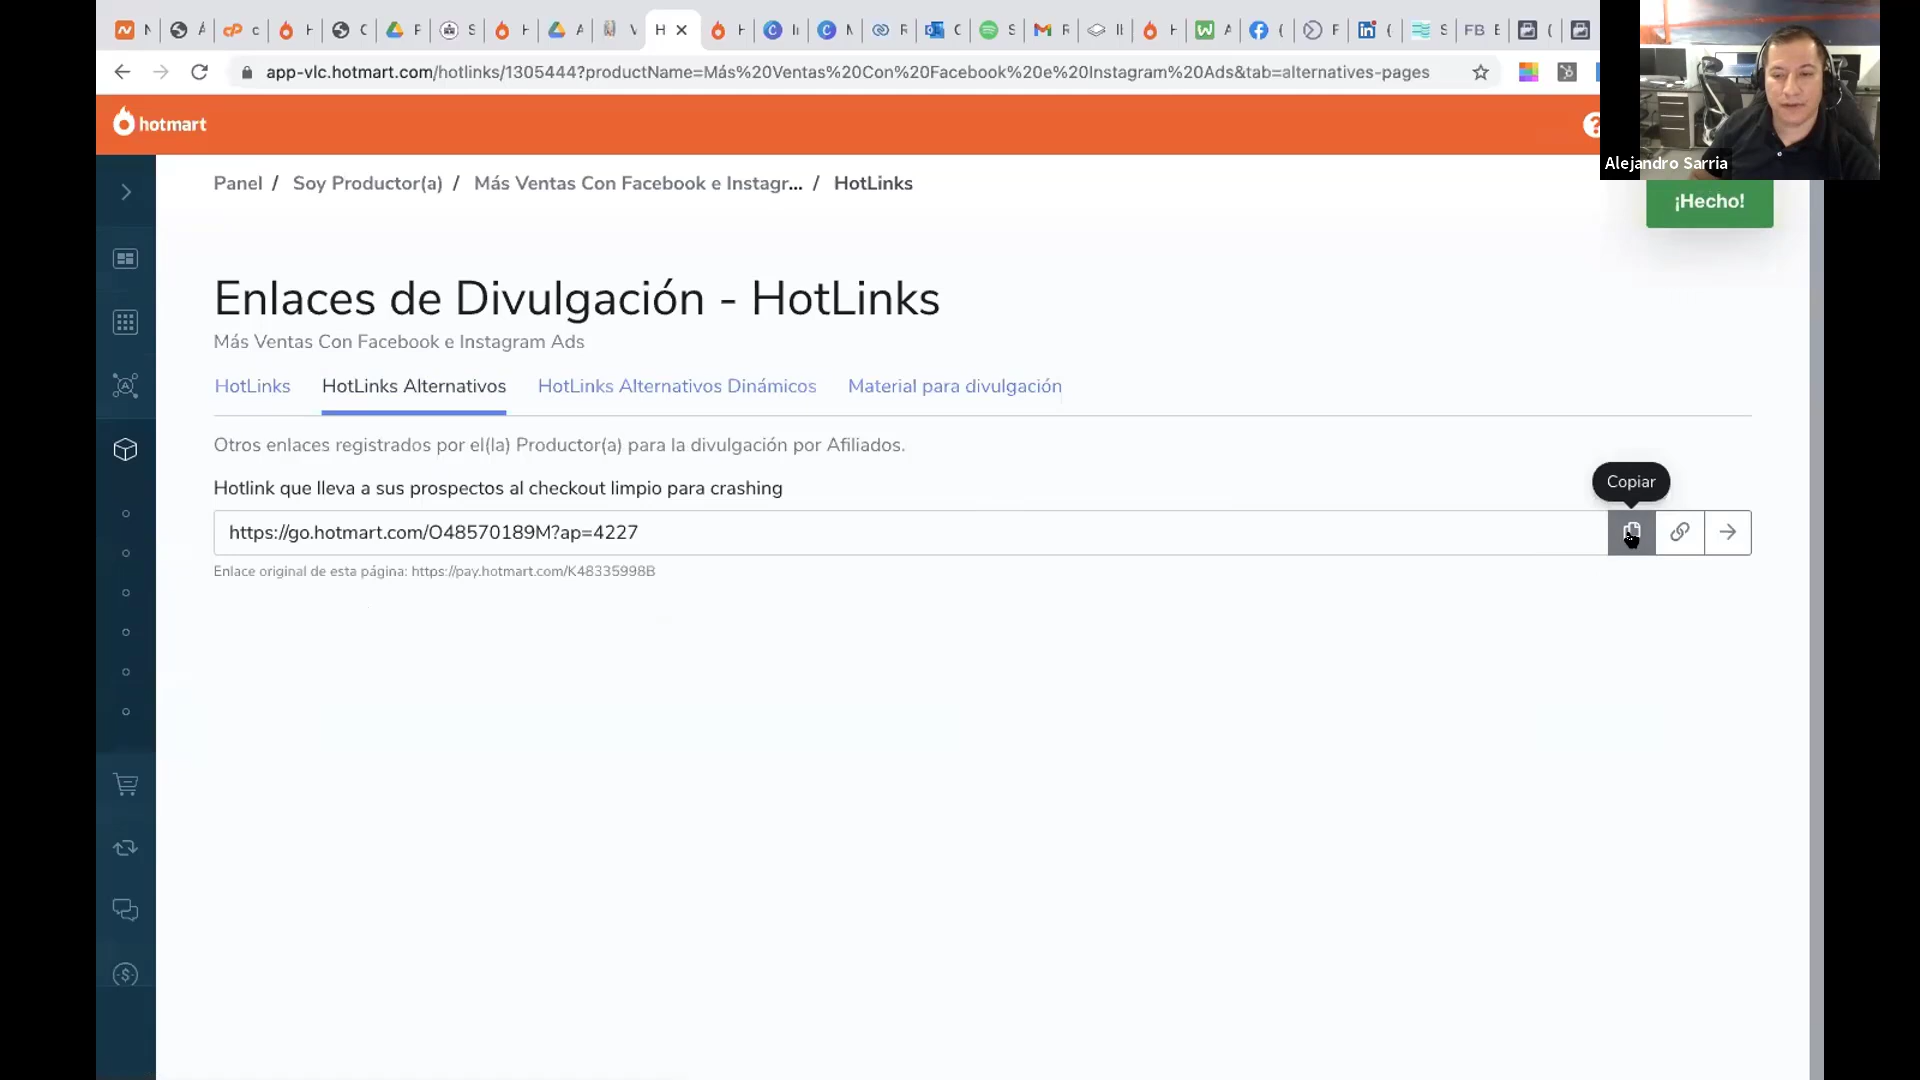 app-vlc.hotmart.com/hotlinks/1305444?productName=Más%20Ventas%20Con%20Facebook%20e%20Instagram%20Ads&tab=alternatives-pages
hotmart
Alejandro Sarria
Panel / Soy Productor(a) / Más Ventas Con Facebook e Instagr... / HotLinks
¡Hecho!
Enlaces de Divulgación - HotLinks
Más Ventas Con Facebook e Instagram Ads
HotLinks HotLinks Alternativos HotLinks Alternativos Dinámicos Material para divulgación
Otros enlaces registrados por el(la) Productor(a) para la divulgación por Afiliados.
Copiar
Hotlink que lleva a sus prospectos al checkout limpio para crashing
https://go.hotmart.com/O48570189M?ap=4227
Enlace original de esta página: https://pay.hotmart.com/K48335998B